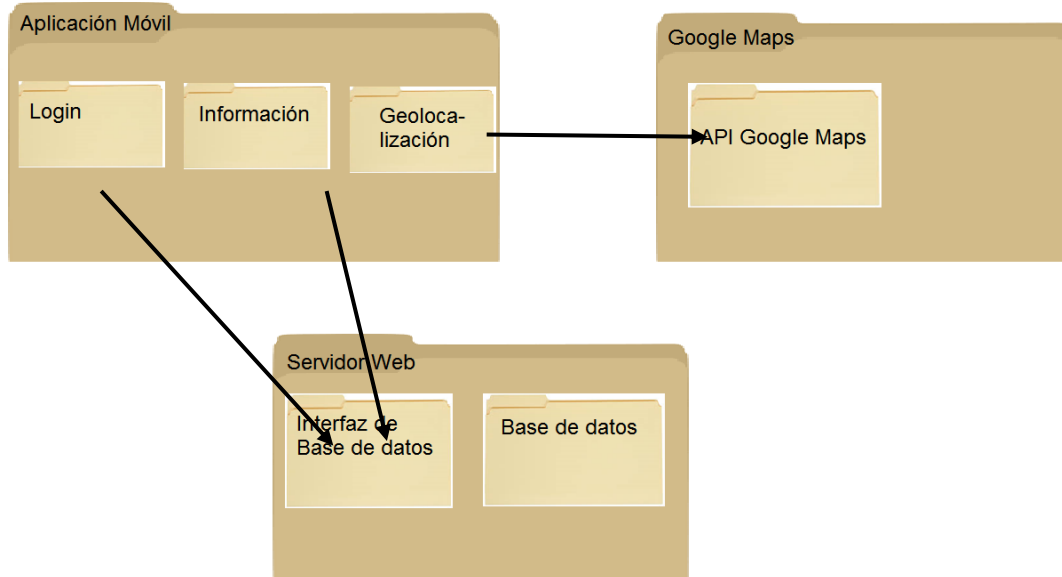 Aplicación Móvil
Login
Información
Geoloca-
lización
Google Maps
API Google Maps
Servidor Web
Interfaz de
Base de datos
Base de datos